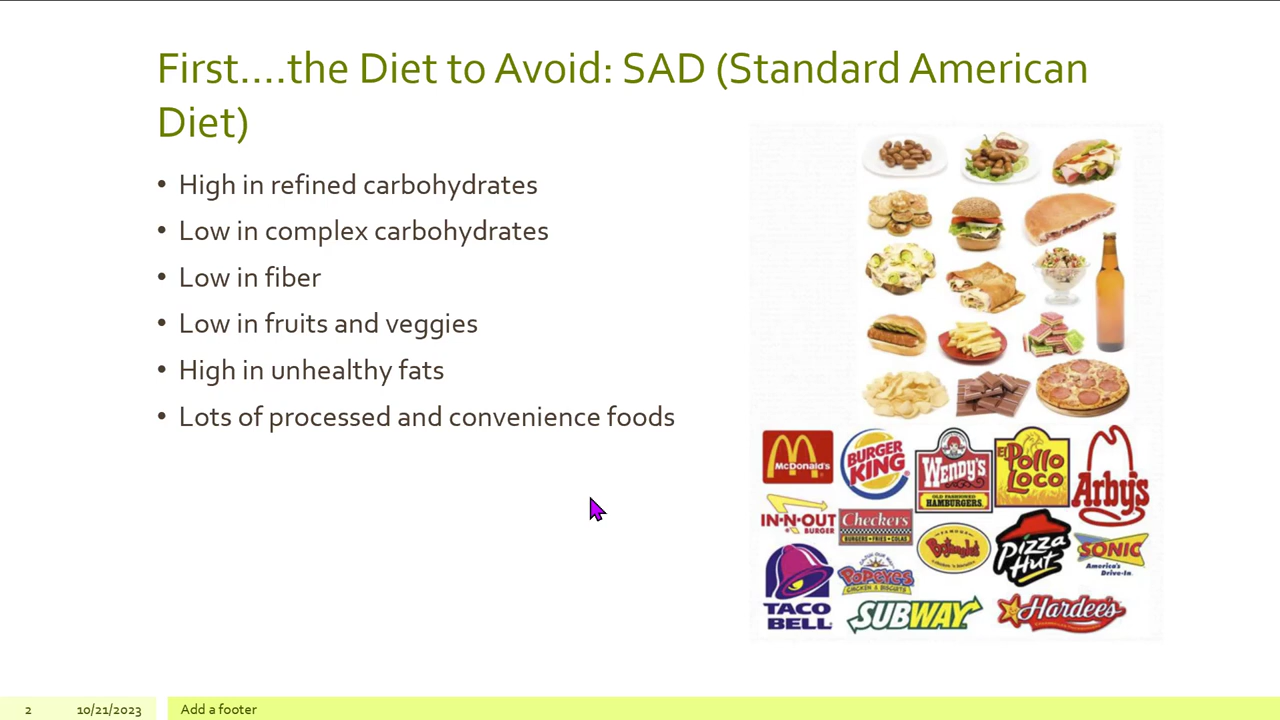 First....the Diet to Avoid: SAD (Standard American
Diet)
• High in refined carbohydrates
• Low in complex carbohydrates
• Low in fiber
• Low in fruits and veggies
• High in unhealthy fats
• Lots of processed and convenience foods
McDonald's
BURGER
KING
WENDY'S
OLD FASHIONED
HAMBURGERS
El
Pollo
Loco
Arby's
IN-N-OUT
BURGER
Checkers
BURGERS • FRIES • COLAS
FAMOUS
Bojangles'
Pizza
Hut
SONIC
America's
Drive-In
TACO
BELL
POPEYES
CHICKEN & BISCUITS
SUBWAY
Hardee's
2
10/21/2023
Add a footer